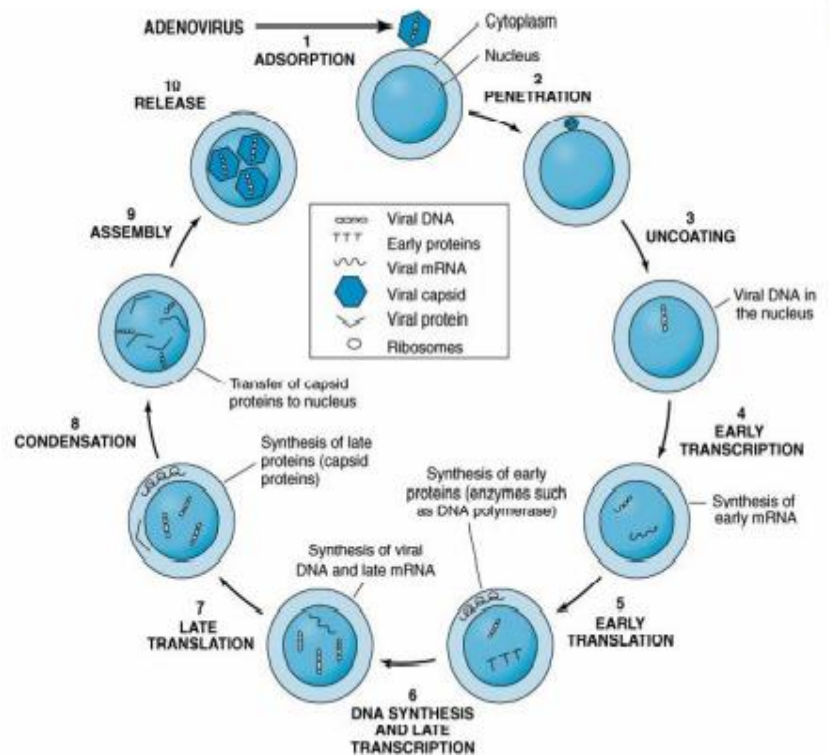 ADENOVIRUS
1
ADSORPTION
Cytoplasm
Nucleus
2
PENETRATION
3
UNCOATING
Viral DNA in
the nucleus
4
EARLY
TRANSCRIPTION
Synthesis of
early mRNA
5
EARLY
TRANSLATION
Synthesis of early
proteins (enzymes such
as DNA polymerase)
6
DNA SYNTHESIS
AND LATE
TRANSCRIPTION
Synthesis of viral
DNA and late mRNA
7
LATE
TRANSLATION
Synthesis of late
proteins (capsid
proteins)
8
CONDENSATION
Transfer of capsid
proteins to nucleus
9
ASSEMBLY
10
RELEASE
Viral DNA
Early proteins
Viral mRNA
Viral capsid
Viral protein
Ribosomes